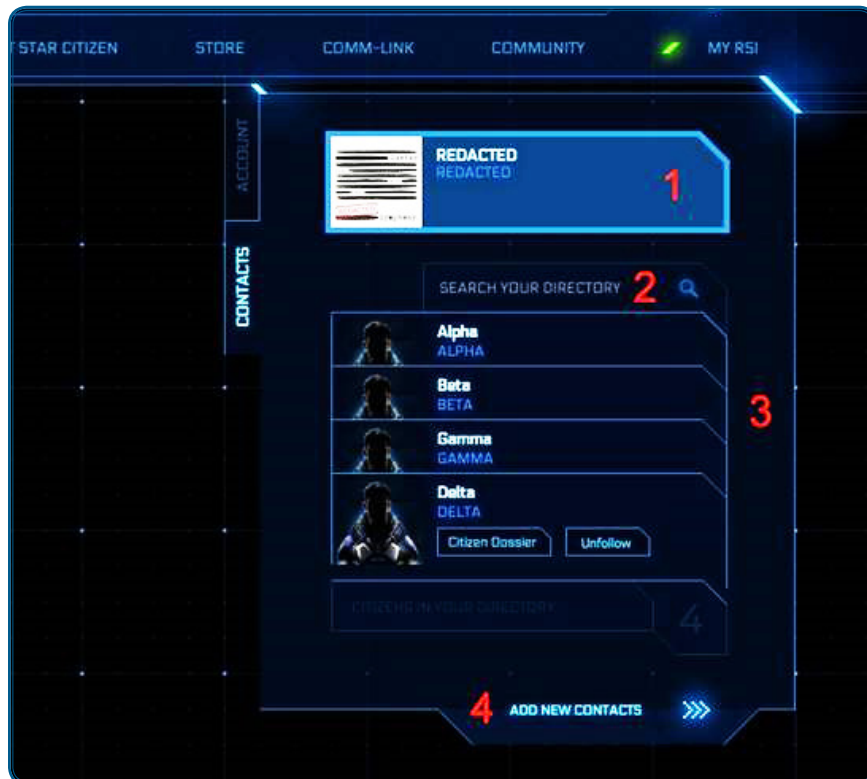 T STAR CITIZEN STORE COMM-LINK COMMUNITY MY RSI
ACCOUNT
CONTACTS
REDACTED
REDACTED
1
SEARCH YOUR DIRECTORY 2
Alpha
ALPHA
Beta
BETA
3
Gamma
GAMMA
Delta
DELTA
Citizen Dossier Unfollow
CITIZENS IN YOUR DIRECTORY 4
4 ADD NEW CONTACTS